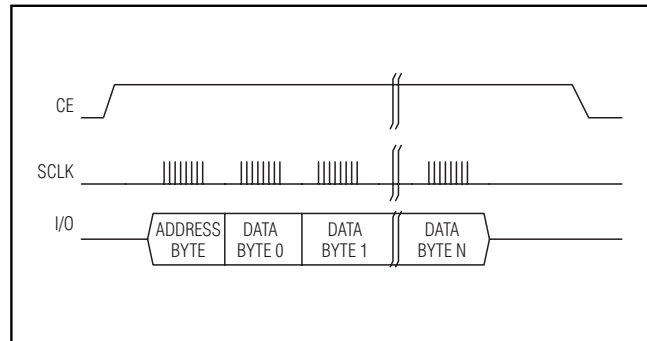 CE
SCLK
I/O
ADDRESS
BYTE
DATA
BYTE 0
DATA
BYTE 1
DATA
BYTE N